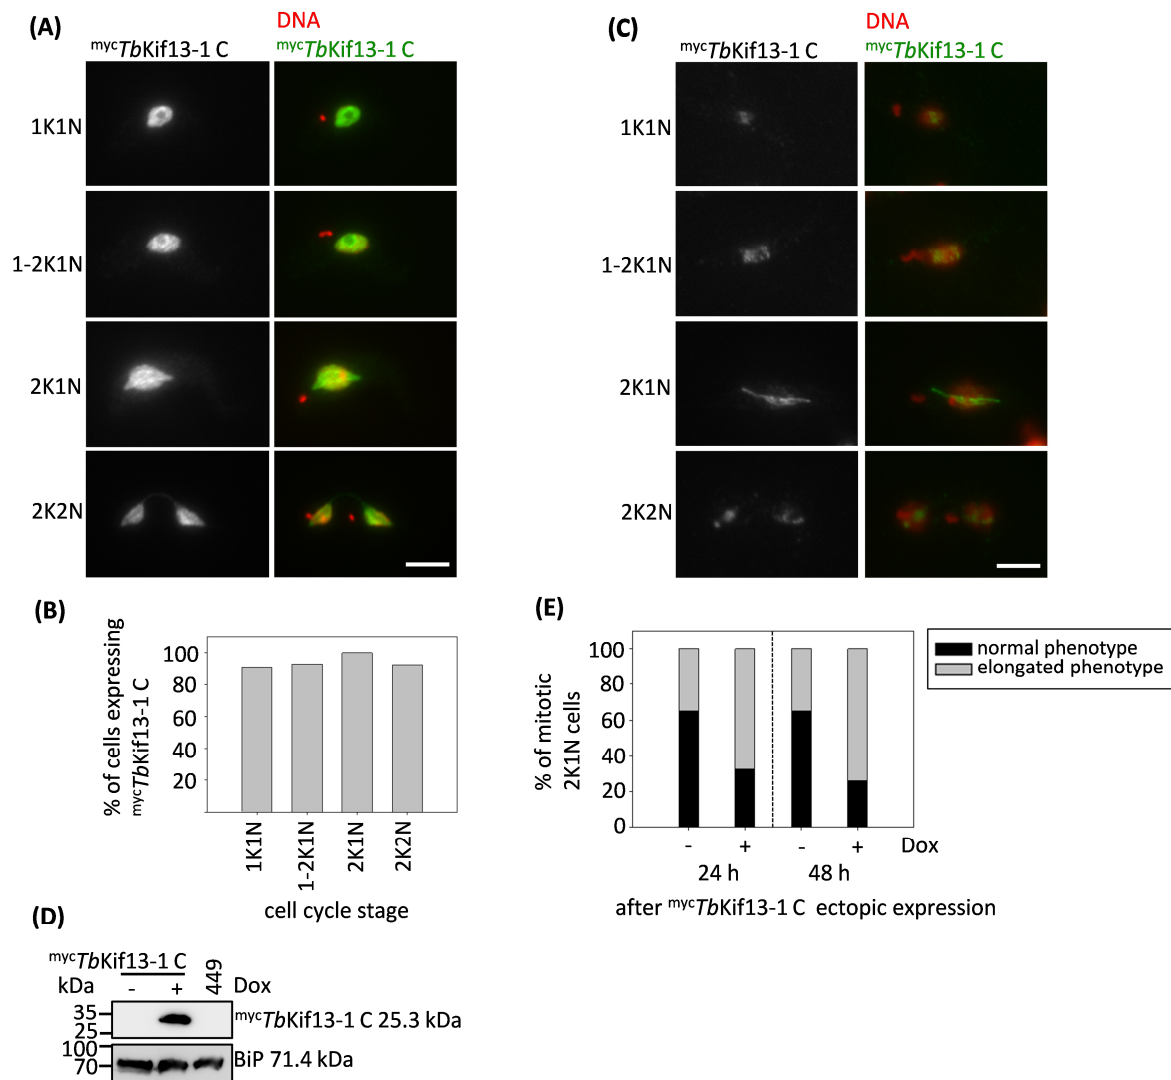 (A)
DNA
mycTbKif13-1 C
mycTbKif13-1 C
1K1N
1-2K1N
2K1N
2K2N
(C)
DNA
mycTbKif13-1 C
mycTbKif13-1 C
1K1N
1-2K1N
2K1N
2K2N
(B)
% of cells expressing
mycTbKif13-1 C
100
80
60
40
20
1K1N
1-2K1N
2K1N
2K2N
cell cycle stage
(E)
% of mitotic
2K1N cells
100
80
60
40
20
0
normal phenotype
elongated phenotype
- + - + Dox
24 h 48 h
after mycTbKif13-1 C ectopic expression
(D)
mycTbKif13-1 C 449
kDa - + Dox
35
25
mycTbKif13-1 C 25.3 kDa
100
70
BiP 71.4 kDa